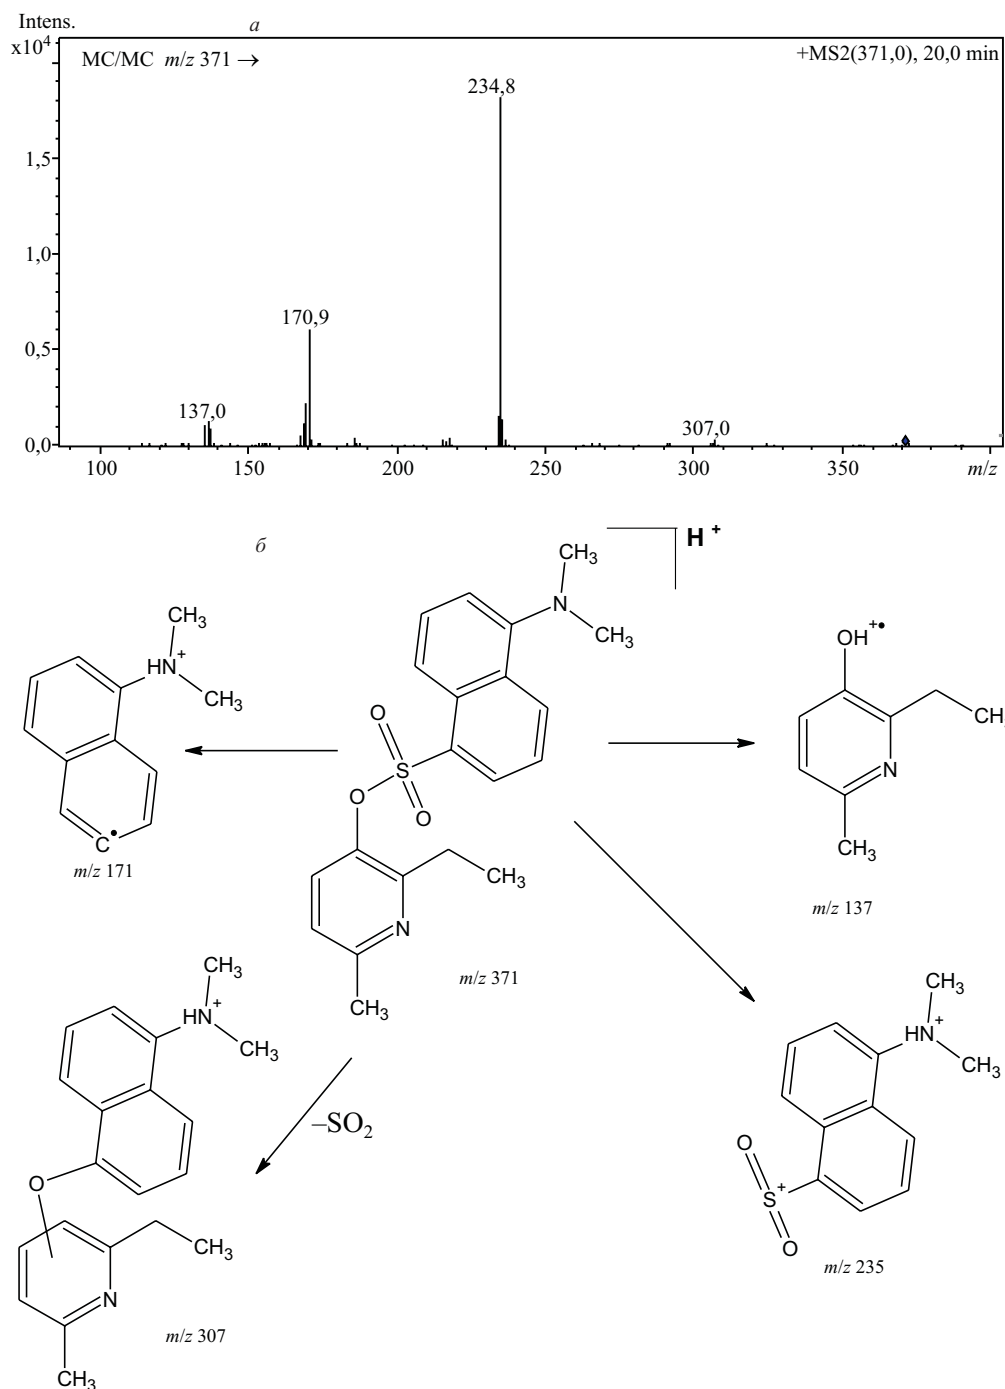 Intens.
x10⁴
а
МС/МС m/z 371 →
+MS2(371,0), 20,0 min
234,8
1,5
1,0
170,9
0,5
137,0
307,0
0,0
100 150 200 250 300 350 m/z
б
H +
CH3
N
CH3
CH3
HN+
CH3
OH +•
CH
N
O
S
O
O
C•
m/z 171
CH3
N
CH3
CH3
m/z 137
m/z 371
CH3
HN+
CH3
CH3
HN+
CH3
–SO2
O
O
S+
O
CH3
N
CH3
m/z 235
m/z 307